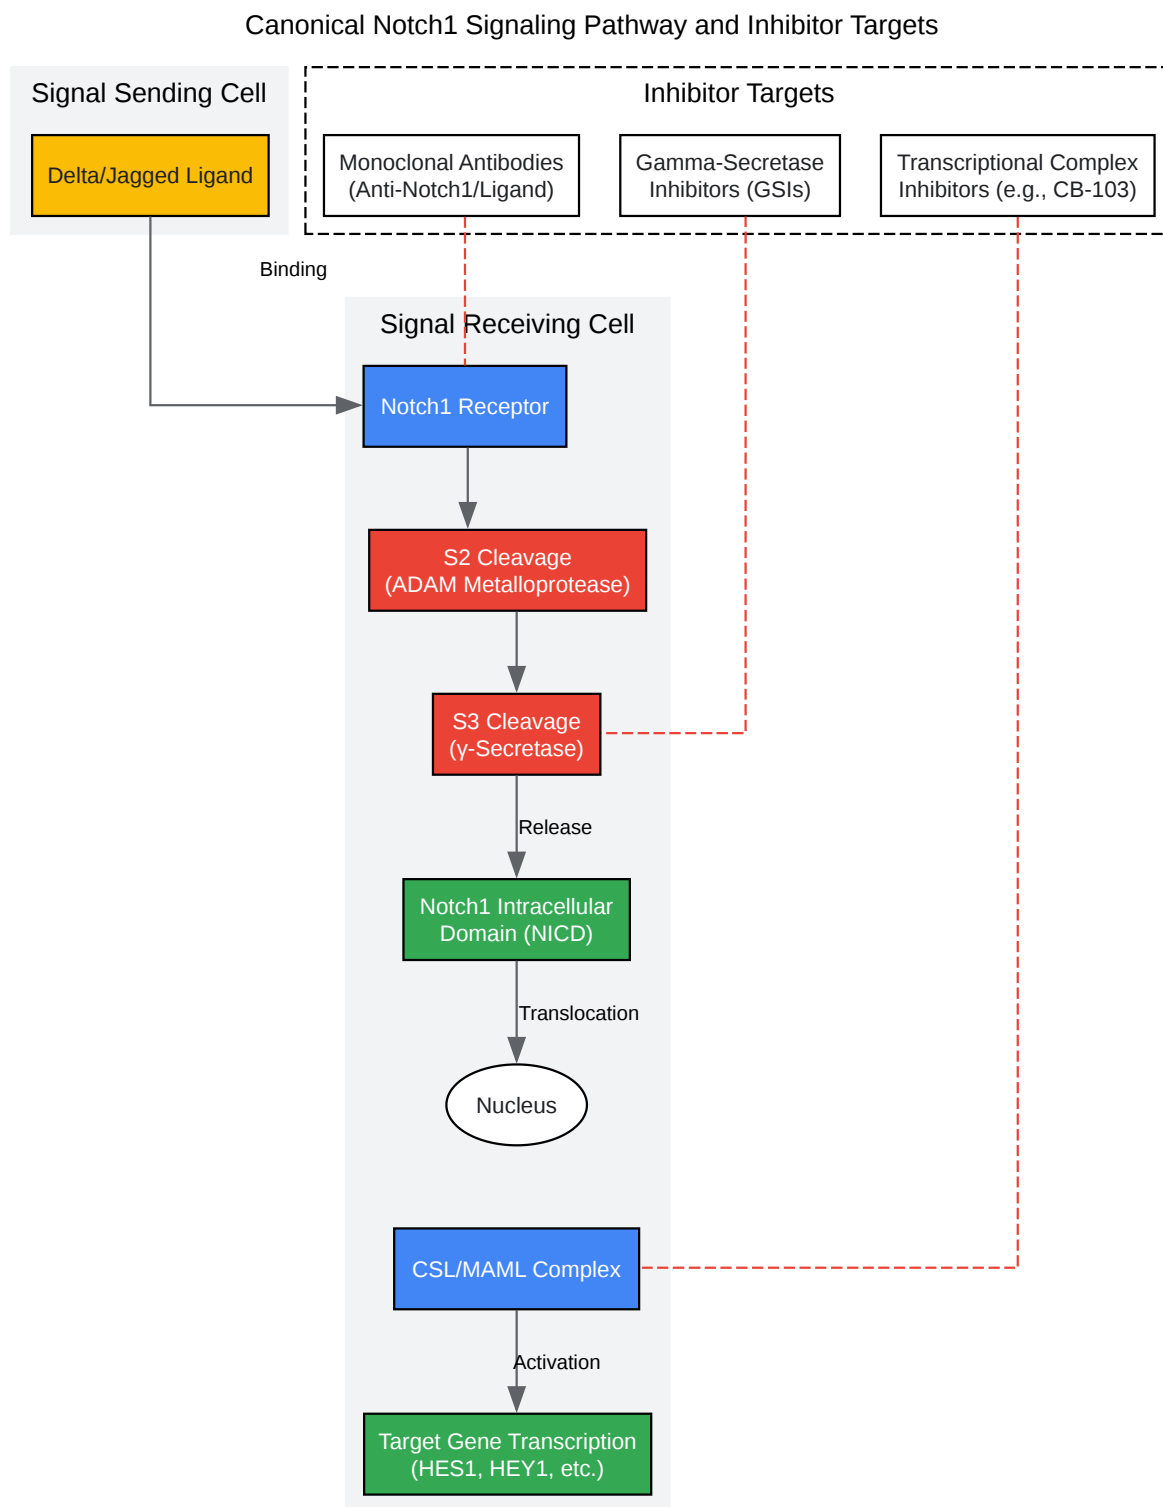 Canonical Notch1 Signaling Pathway and Inhibitor Targets
Signal Sending Cell
Delta/Jagged Ligand
Inhibitor Targets
Monoclonal Antibodies
(Anti-Notch1/Ligand)
Gamma-Secretase
Inhibitors (GSIs)
Transcriptional Complex
Inhibitors (e.g., CB-103)
Binding
Signal Receiving Cell
Notch1 Receptor
S2 Cleavage
(ADAM Metalloprotease)
S3 Cleavage
(γ-Secretase)
Release
Notch1 Intracellular
Domain (NICD)
Translocation
Nucleus
CSL/MAML Complex
Activation
Target Gene Transcription
(HES1, HEY1, etc.)